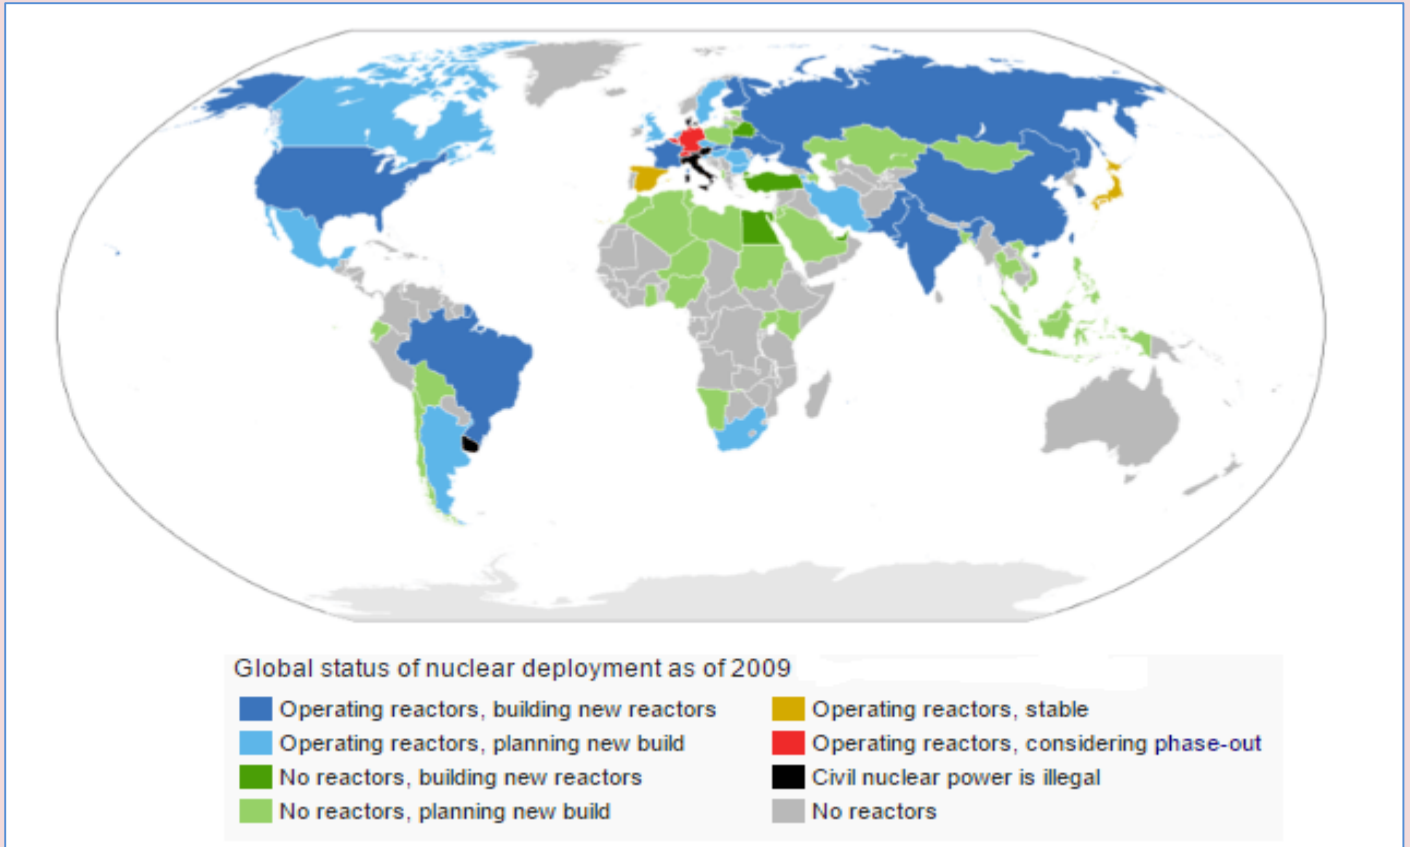 Global status of nuclear deployment as of 2009
Operating reactors, building new reactors
Operating reactors, planning new build
No reactors, building new reactors
No reactors, planning new build
Operating reactors, stable
Operating reactors, considering phase-out
Civil nuclear power is illegal
No reactors